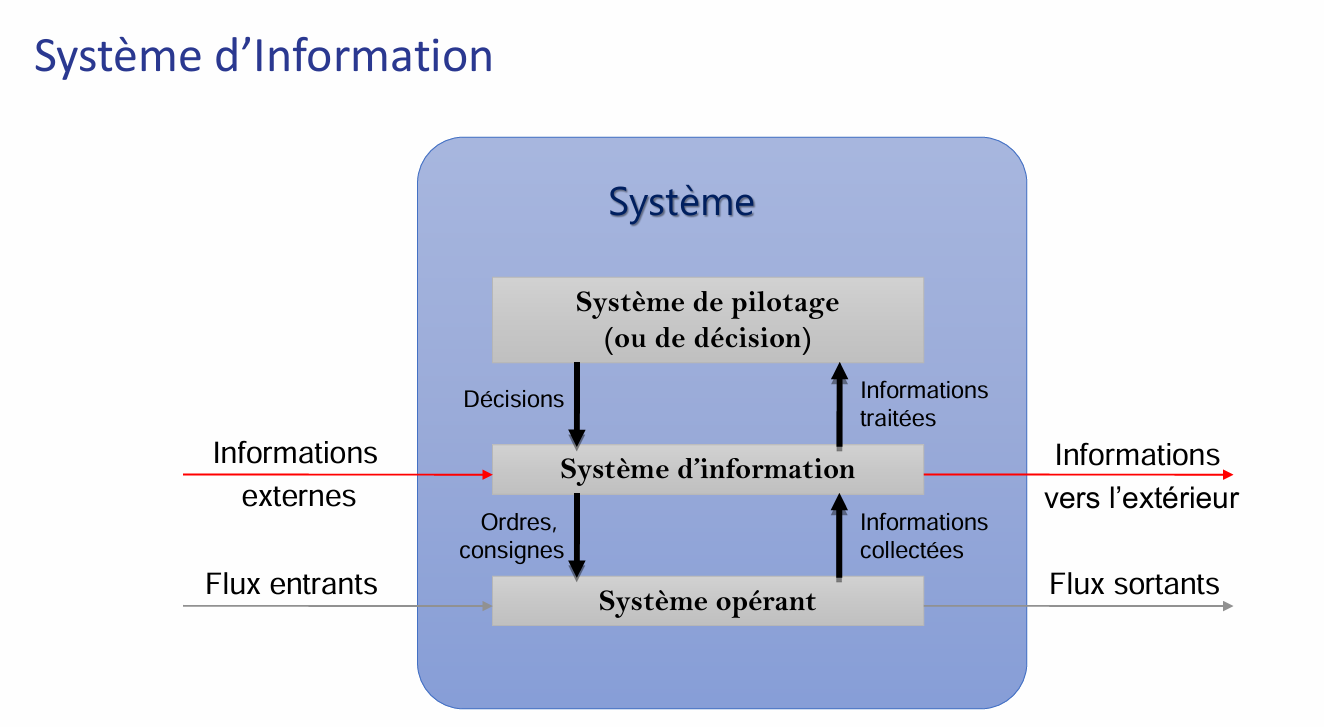 Système d’Information
Système
Système de pilotage
(ou de décision)
Décisions
Informations
traitées
Informations
externes
Système d’information
Informations
vers l’extérieur
Ordres,
consignes
Informations
collectées
Flux entrants
Système opérant
Flux sortants